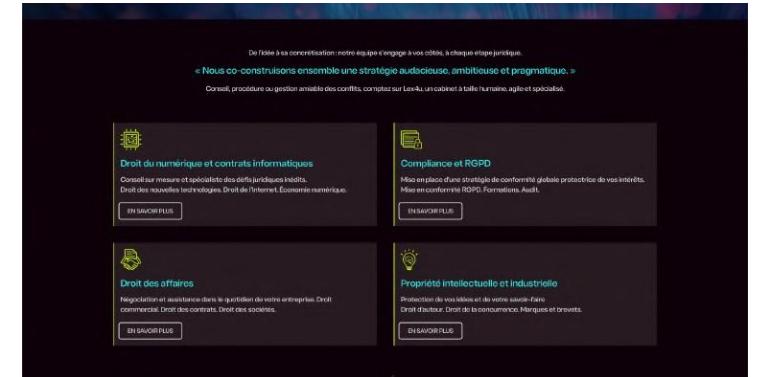 De l'idée à sa concrétisation : notre équipe s'engage à vos côtés, à chaque étape juridique.
« Nous co-construisons ensemble une stratégie audacieuse, ambitieuse et pragmatique. »
Conseil, procédure ou gestion amiable des conflits, comptez sur Lex4u, un cabinet à taille humaine, agile et spécialisé.
Droit du numérique et contrats informatiques
Conseil sur mesure et spécialiste des défis juridiques inédits.
Droit des nouvelles technologies. Droit de l'Internet. Économie numérique.
EN SAVOIR PLUS
Compliance et RGPD
Mise en place d'une stratégie de conformité globale protectrice de vos intérêts.
Mise en conformité RGPD. Formations. Audit.
EN SAVOIR PLUS
Droit des affaires
Négociation et assistance dans le quotidien de votre entreprise. Droit
commercial. Droit des contrats. Droit des sociétés.
EN SAVOIR PLUS
Propriété intellectuelle et industrielle
Protection de vos idées et de votre savoir-faire
Droit d'auteur. Droit de la concurrence. Marques et brevets.
EN SAVOIR PLUS